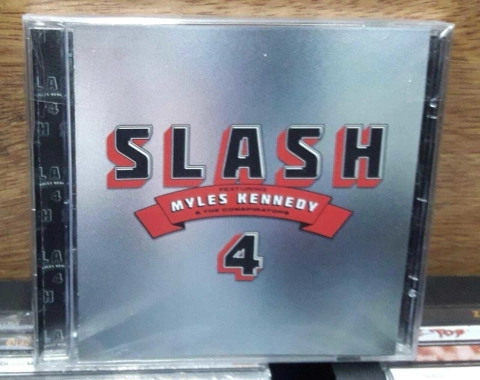 SLASH
FEATURING
MYLES KENNEDY
& THE CONSPIRATORS
4